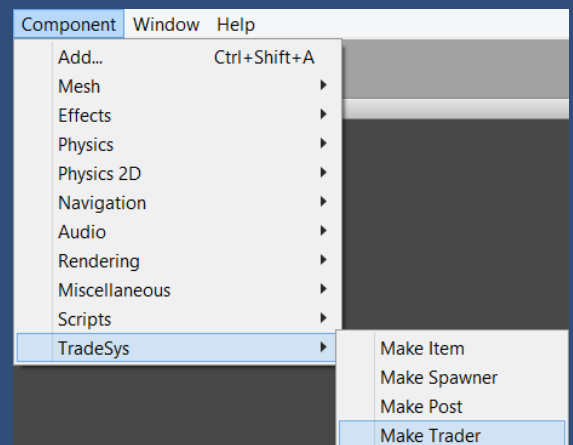 Component Window Help
Add... Ctrl+Shift+A
Mesh
Effects
Physics
Physics 2D
Navigation
Audio
Rendering
Miscellaneous
Scripts
TradeSys
Make Item
Make Spawner
Make Post
Make Trader